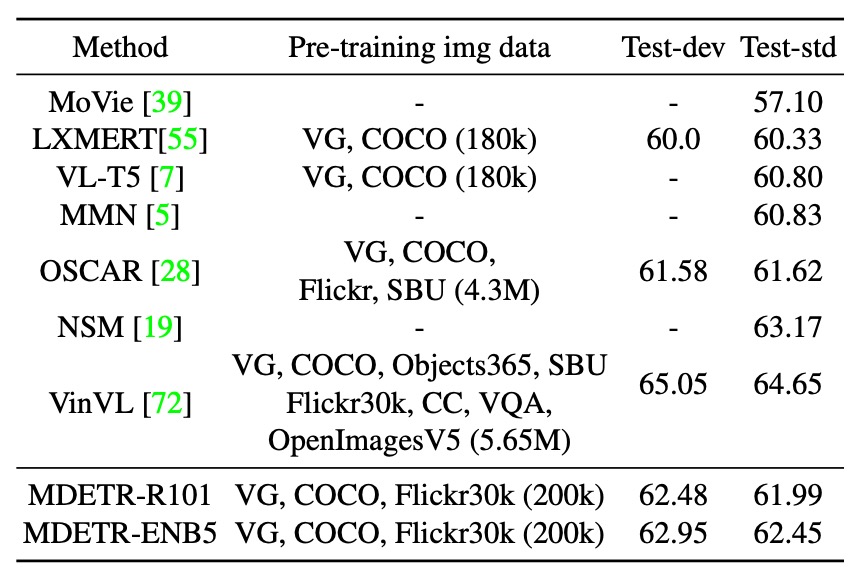 Method Pre-training img data Test-dev Test-std
MoVie [39] - - 57.10
LXMERT[55] VG, COCO (180k) 60.0 60.33
VL-T5 [7] VG, COCO (180k) - 60.80
MMN [5] - - 60.83
OSCAR [28] VG, COCO,
Flickr, SBU (4.3M) 61.58 61.62
NSM [19] - - 63.17
VinVL [72] VG, COCO, Objects365, SBU
Flickr30k, CC, VQA,
OpenImagesV5 (5.65M) 65.05 64.65
MDETR-R101 VG, COCO, Flickr30k (200k) 62.48 61.99
MDETR-ENB5 VG, COCO, Flickr30k (200k) 62.95 62.45